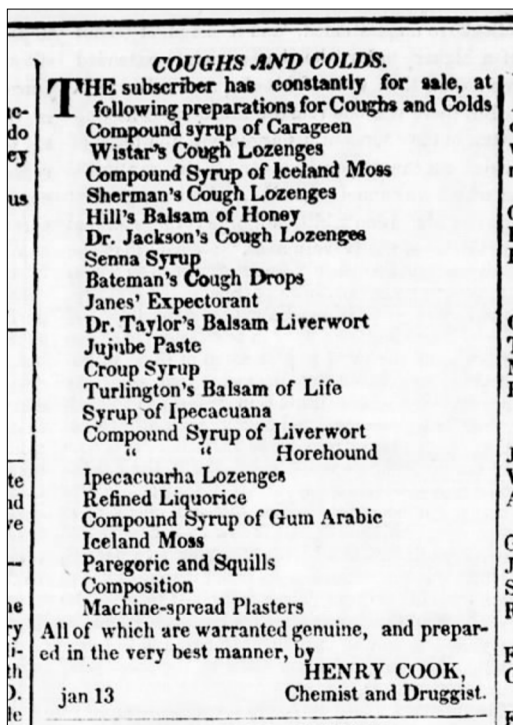 COUGHS AND COLDS.
THE subscriber has constantly for sale, at
following preparations for Coughs and Colds
Compound syrup of Carageen
Wistar's Cough Lozenges
Compound Syrup of Iceland Moss
Sherman's Cough Lozenges
Hill's Balsam of Honey
Dr. Jackson's Cough Lozenges
Senna Syrup
Bateman's Cough Drops
Janes' Expectorant
Dr. Taylor's Balsam Liverwort
Jujube Paste
Croup Syrup
Turlington's Balsam of Life
Syrup of Ipecacuana
Compound Syrup of Liverwort
“ “ Horehound
Ipecacuarha Lozenges
Refined Liquorice
Compound Syrup of Gum Arabic
Iceland Moss
Paregoric and Squills
Composition
Machine-spread Plasters
All of which are warranted genuine, and prepar-
ed in the very best manner, by
HENRY COOK,
jan 13 Chemist and Druggist.